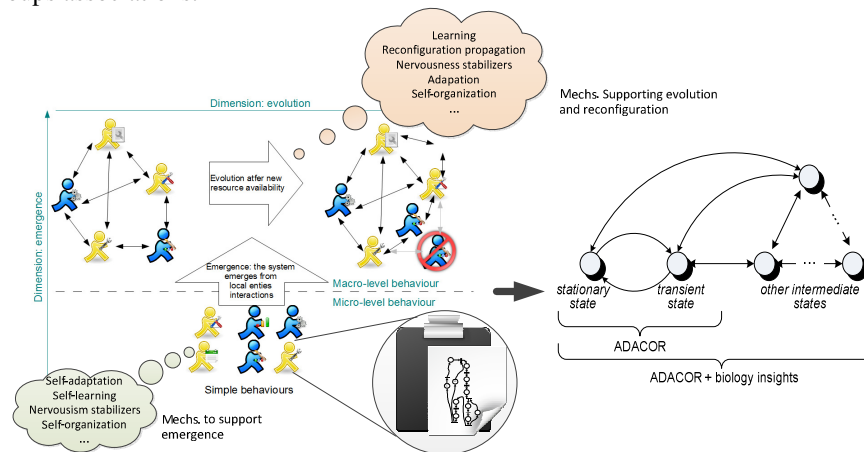 Learning
Reconfiguration propagation
Nervousness stabilizers
Adapation
Self-organization
...
Mechs. Supporting evolution
and reconfiguration
Dimension: evolution
Dimension: emergence
Evolution atfer new
resource availability
Emergence: the system
emerges from
local enties
interactions
Macro-level behaviour
Micro-level behaviour
Simple behaviours
Self-adaptation
Self-learning
Nervousism stabilizers
Self-organization
...
Mechs. to support
emergence
...
...
stationary
state
transient
state
other intermediate
states
ADACOR
ADACOR + biology insights